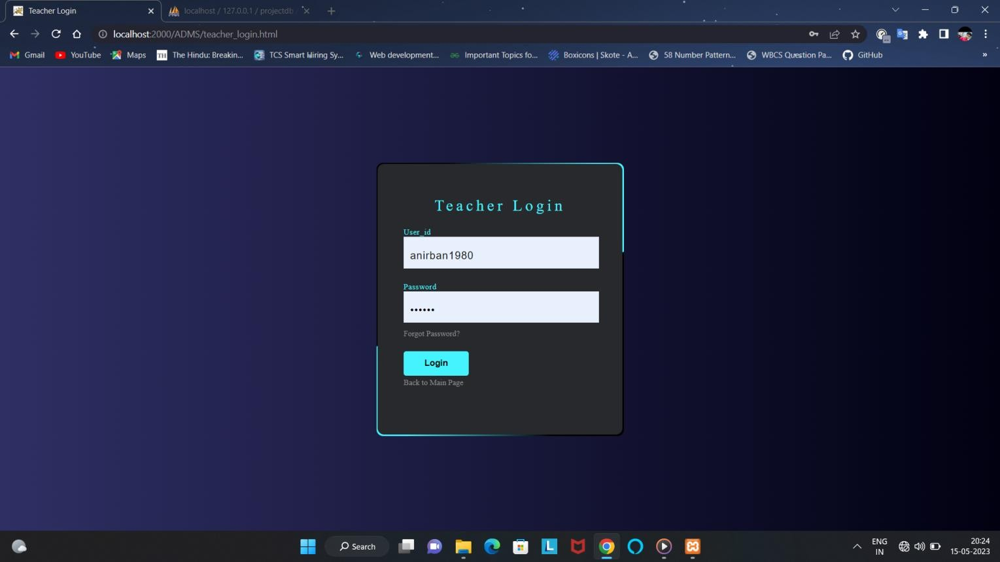 Teacher Login
localhost / 127.0.0.1 / projectdb
localhost:2000/ADMS/teacher_login.html
Gmail
YouTube
Maps
TH
The Hindu: Breakin...
TCS Smart Hiring Sy...
Web development...
Important Topics fo...
Boxicons | Skote - A...
58 Number Pattern...
WBCS Question Pa...
GitHub
»
Teacher Login
User_id
anirban1980
Password
••••••
Forgot Password?
Login
Back to Main Page
Search
L
ENG
IN
20:24
15-05-2023